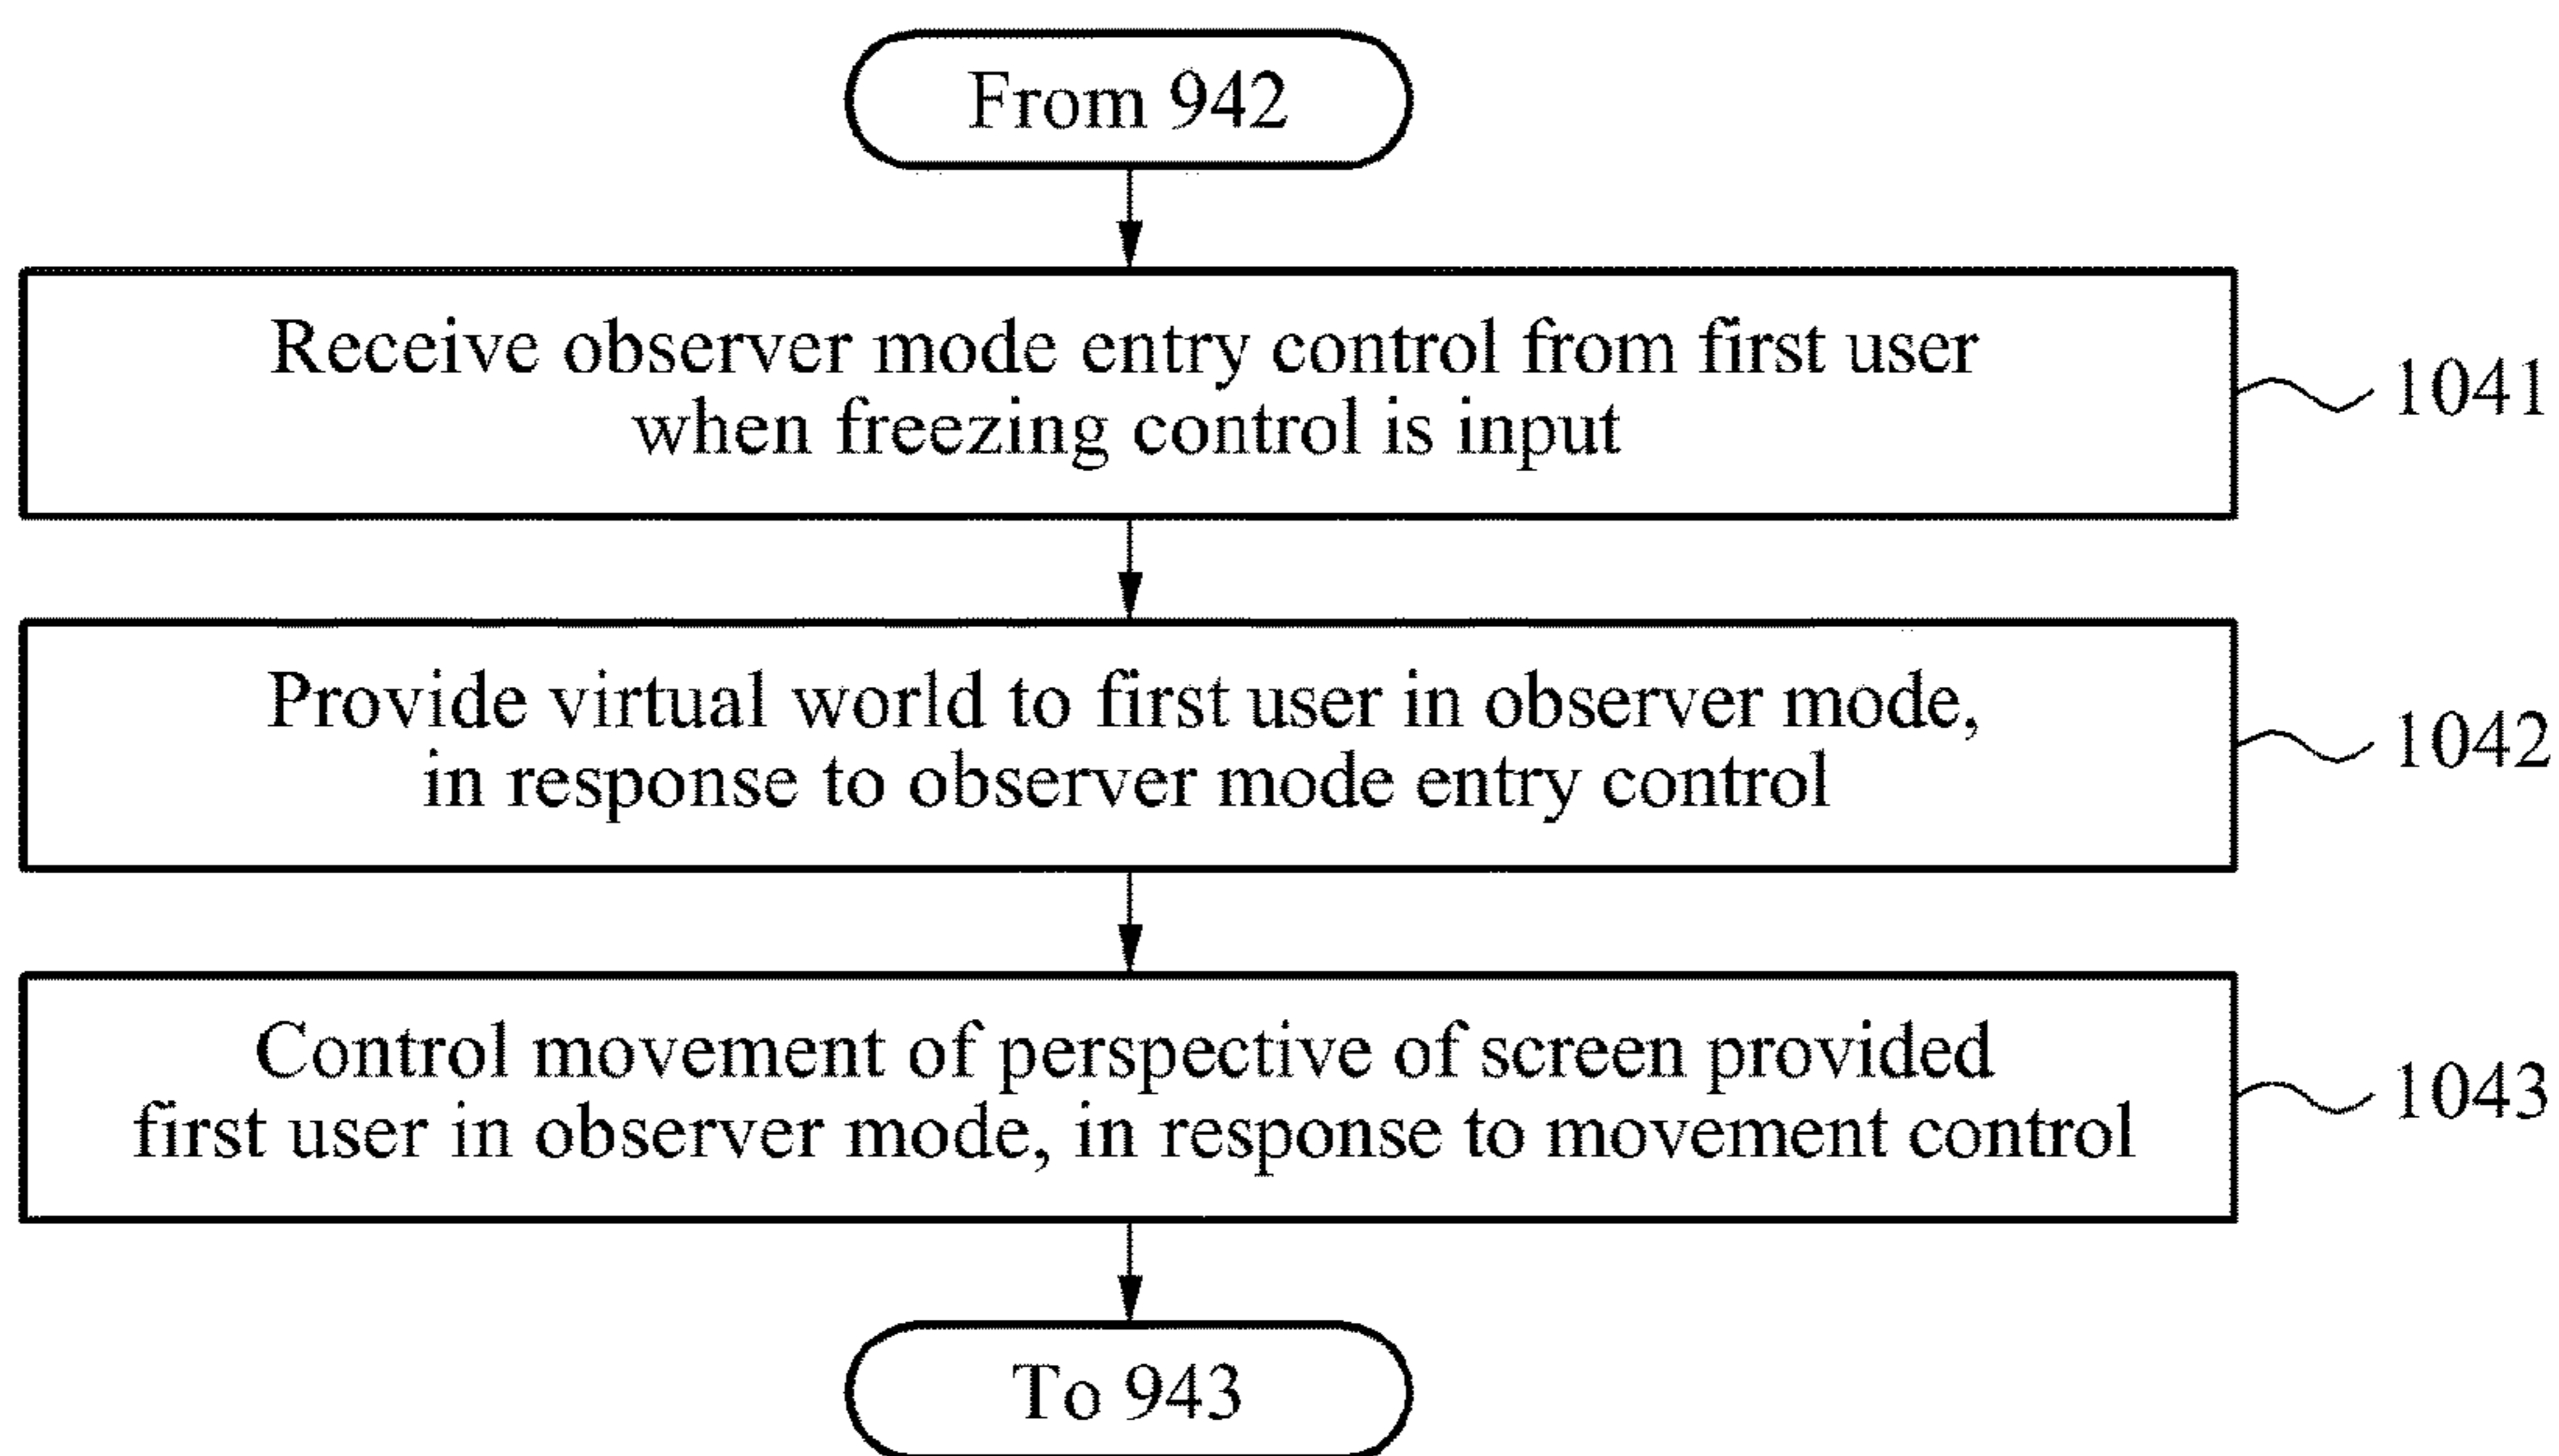 From 942
Receive observer mode entry control from first user
when freezing control is input
1041
Provide virtual world to first user in observer mode,
in response to observer mode entry control
1042
Control movement of perspective of screen provided
first user in observer mode, in response to movement control
1043
To 943